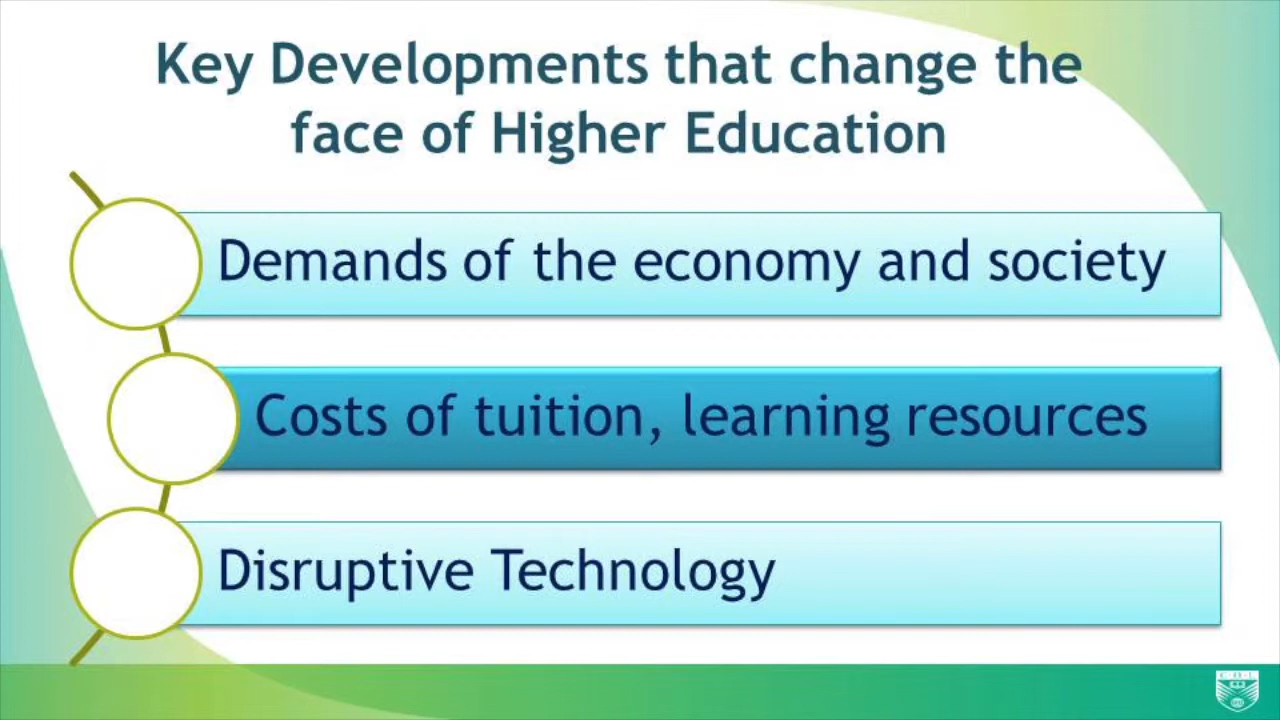 Key Developments that change the
face of Higher Education
Demands of the economy and society
Costs of tuition, learning resources
Disruptive Technology